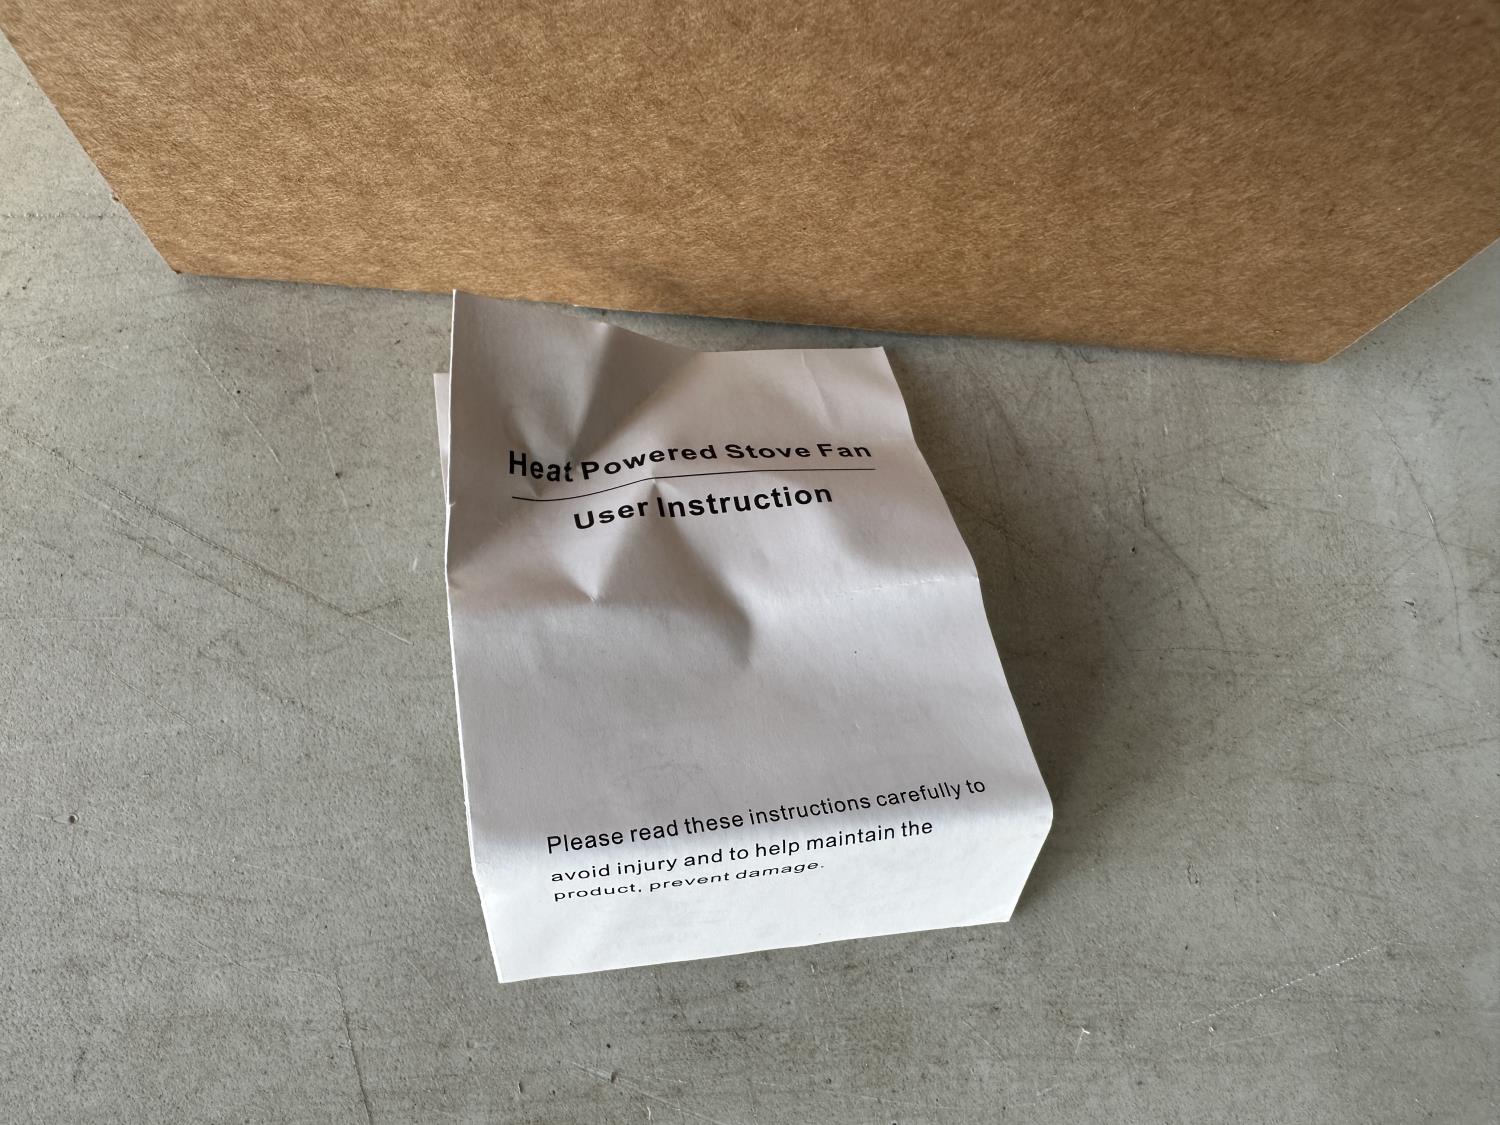 Heat Powered Stove Fan
User Instruction
Please read these instructions carefully to
avoid injury and to help maintain the
product, prevent damage.